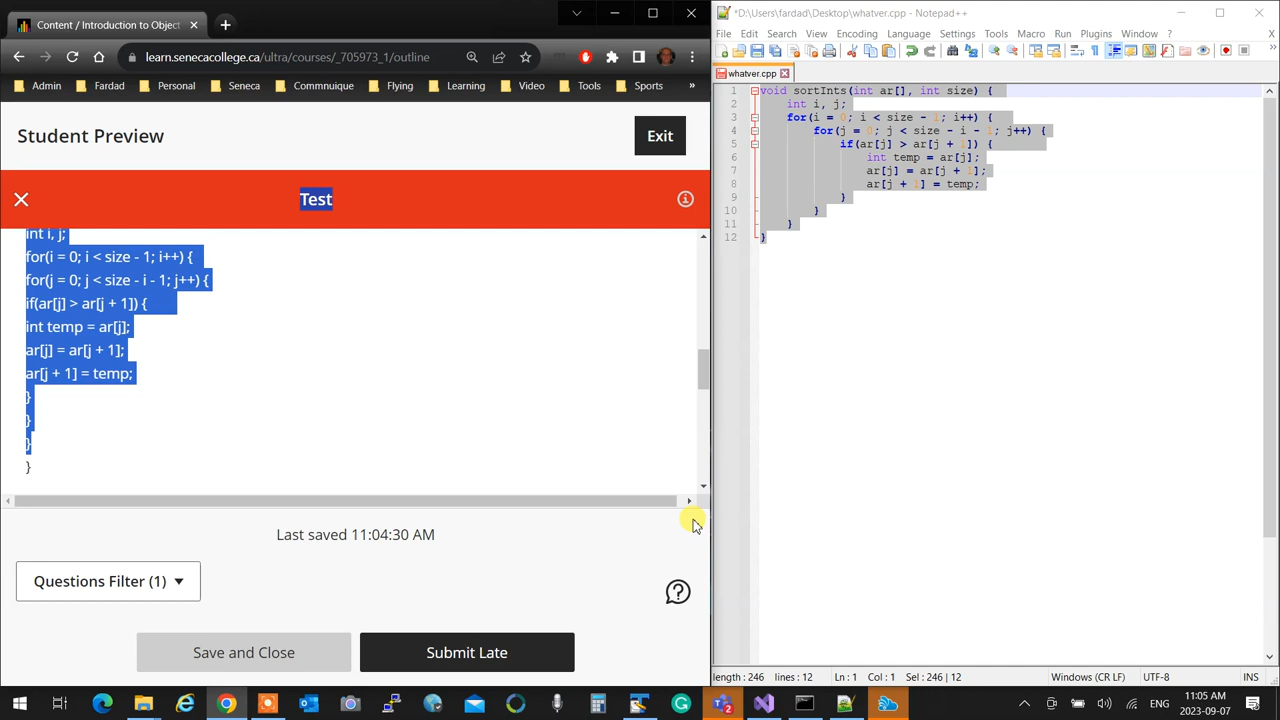 Content / Introduction to Object
learn.senecacollege.ca/ultra/courses/_709873_1/outl
Admin
Fardad
Personal
Seneca
Communique
Flying
Learning
Video
Tools
Sports
»
Student Preview
Exit
Test
int i, j;
for(i = 0; i < size - 1; i++) {
for(j = 0; j < size - i - 1; j++) {
if(ar[j] > ar[j + 1]) {
int temp = ar[j];
ar[j] = ar[j + 1];
ar[j + 1] = temp;
}
}
}
}
Last saved 11:04:30 AM
Questions Filter (1)
Save and Close
Submit Late
*D:\Users\fardad\Desktop\whatver.cpp - Notepad++
File Edit Search View Encoding Language Settings Tools Macro Run Plugins Window ? X
whatver.cpp
1 void sortInts(int ar[], int size) {
2 int i, j;
3 for(i = 0; i < size - 1; i++) {
4 for(j = 0; j < size - i - 1; j++) {
5 if(ar[j] > ar[j + 1]) {
6 int temp = ar[j];
7 ar[j] = ar[j + 1];
8 ar[j + 1] = temp;
9 }
10 }
11 }
12 }
length : 246 lines : 12 Ln : 1 Col : 1 Sel : 246 | 12 Windows (CR LF) UTF-8 INS
ENG
11:05 AM
2023-09-07